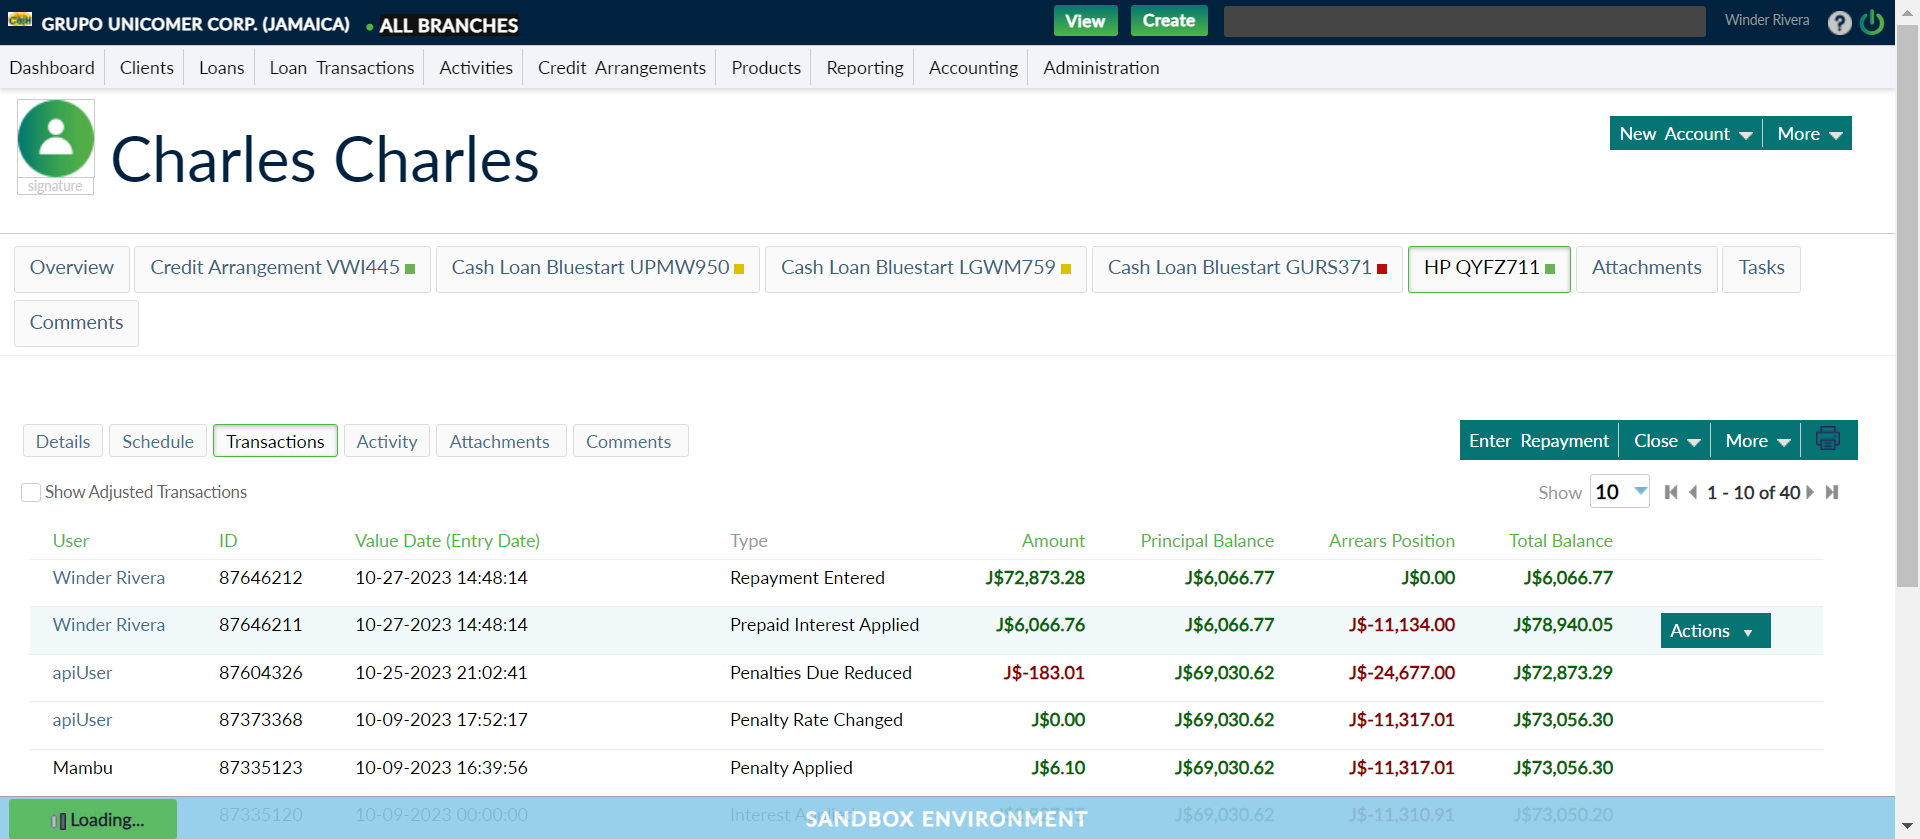 CaSH GRUPO UNICOMER CORP. (JAMAICA) ALL BRANCHES View Create Winder Rivera ?
Dashboard Clients Loans Loan Transactions Activities Credit Arrangements Products Reporting Accounting Administration
signature
Charles Charles
New Account More
Overview Credit Arrangement VWI445 Cash Loan Bluestart UPMW950 Cash Loan Bluestart LGWM759 Cash Loan Bluestart GURS371 HP QYFZ711 Attachments Tasks
Comments
Details Schedule Transactions Activity Attachments Comments Enter Repayment Close More
Show Adjusted Transactions Show 10 1 - 10 of 40
User ID Value Date (Entry Date) Type Amount Principal Balance Arrears Position Total Balance
Winder Rivera 87646212 10-27-2023 14:48:14 Repayment Entered J$72,873.28 J$6,066.77 J$0.00 J$6,066.77
Winder Rivera 87646211 10-27-2023 14:48:14 Prepaid Interest Applied J$6,066.76 J$6,066.77 J$-11,134.00 J$78,940.05 Actions
apiUser 87604326 10-25-2023 21:02:41 Penalties Due Reduced J$-183.01 J$69,030.62 J$-24,677.00 J$72,873.29
apiUser 87373368 10-09-2023 17:52:17 Penalty Rate Changed J$0.00 J$69,030.62 J$-11,317.01 J$73,056.30
Mambu 87335123 10-09-2023 16:39:56 Penalty Applied J$6.10 J$69,030.62 J$-11,317.01 J$73,056.30
Loading... 87335120 10-09-2023 00:00:00 Interest SANDBOX ENVIRONMENT J$69,030.62 J$-11,310.91 J$73,050.20